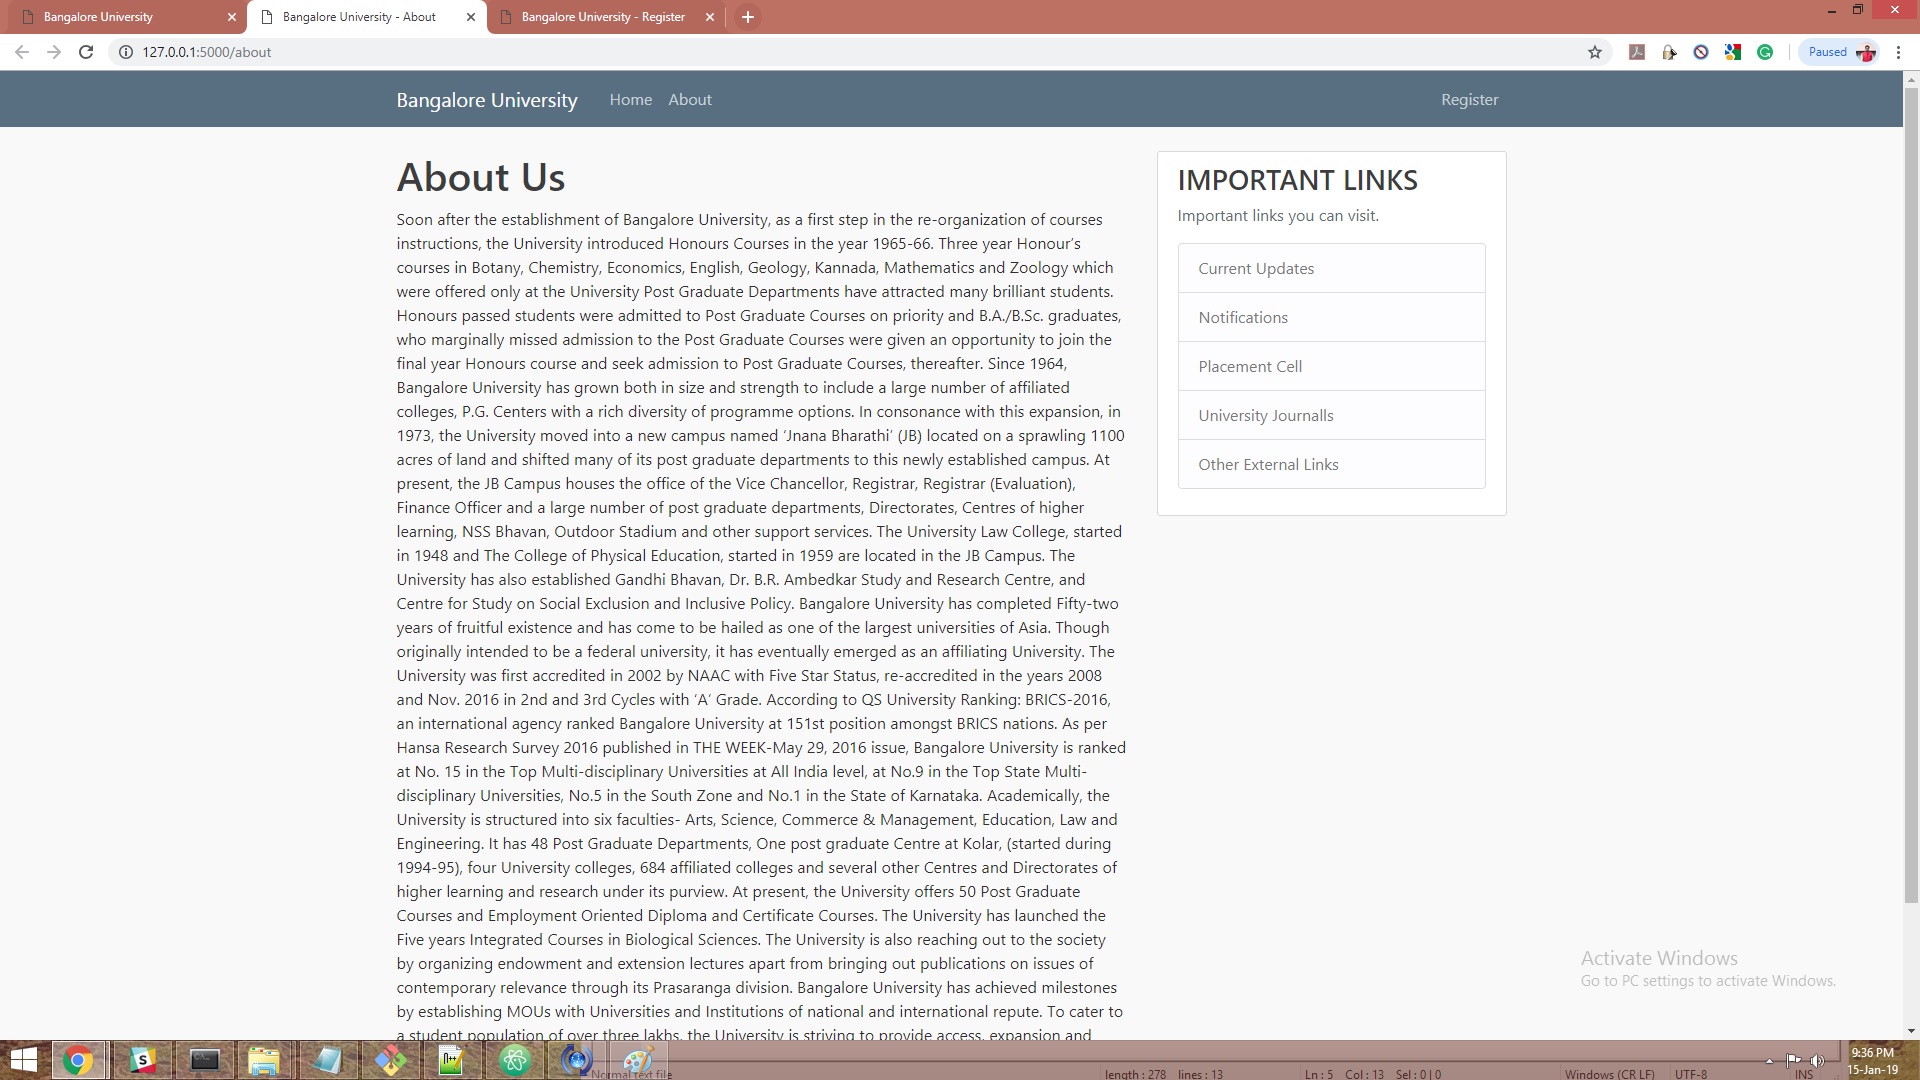 Bangalore University
Bangalore University - About
Bangalore University - Register
127.0.0.1:5000/about
Paused
Bangalore University
Home
About
Register
About Us
Soon after the establishment of Bangalore University, as a first step in the re-organization of courses
instructions, the University introduced Honours Courses in the year 1965-66. Three year Honour’s
courses in Botany, Chemistry, Economics, English, Geology, Kannada, Mathematics and Zoology which
were offered only at the University Post Graduate Departments have attracted many brilliant students.
Honours passed students were admitted to Post Graduate Courses on priority and B.A./B.Sc. graduates,
who marginally missed admission to the Post Graduate Courses were given an opportunity to join the
final year Honours course and seek admission to Post Graduate Courses, thereafter. Since 1964,
Bangalore University has grown both in size and strength to include a large number of affiliated
colleges, P.G. Centers with a rich diversity of programme options. In consonance with this expansion, in
1973, the University moved into a new campus named ‘Jnana Bharathi’ (JB) located on a sprawling 1100
acres of land and shifted many of its post graduate departments to this newly established campus. At
present, the JB Campus houses the office of the Vice Chancellor, Registrar, Registrar (Evaluation),
Finance Officer and a large number of post graduate departments, Directorates, Centres of higher
learning, NSS Bhavan, Outdoor Stadium and other support services. The University Law College, started
in 1948 and The College of Physical Education, started in 1959 are located in the JB Campus. The
University has also established Gandhi Bhavan, Dr. B.R. Ambedkar Study and Research Centre, and
Centre for Study on Social Exclusion and Inclusive Policy. Bangalore University has completed Fifty-two
years of fruitful existence and has come to be hailed as one of the largest universities of Asia. Though
originally intended to be a federal university, it has eventually emerged as an affiliating University. The
University was first accredited in 2002 by NAAC with Five Star Status, re-accredited in the years 2008
and Nov. 2016 in 2nd and 3rd Cycles with ‘A’ Grade. According to QS University Ranking: BRICS-2016,
an international agency ranked Bangalore University at 151st position amongst BRICS nations. As per
Hansa Research Survey 2016 published in THE WEEK-May 29, 2016 issue, Bangalore University is ranked
at No. 15 in the Top Multi-disciplinary Universities at All India level, at No.9 in the Top State Multi-
disciplinary Universities, No.5 in the South Zone and No.1 in the State of Karnataka. Academically, the
University is structured into six faculties- Arts, Science, Commerce & Management, Education, Law and
Engineering. It has 48 Post Graduate Departments, One post graduate Centre at Kolar, (started during
1994-95), four University colleges, 684 affiliated colleges and several other Centres and Directorates of
higher learning and research under its purview. At present, the University offers 50 Post Graduate
Courses and Employment Oriented Diploma and Certificate Courses. The University has launched the
Five years Integrated Courses in Biological Sciences. The University is also reaching out to the society
by organizing endowment and extension lectures apart from bringing out publications on issues of
contemporary relevance through its Prasaranga division. Bangalore University has achieved milestones
by establishing MOUs with Universities and Institutions of national and international repute. To cater to
a student population of over three lakhs, the University is striving to provide access, expansion and
IMPORTANT LINKS
Important links you can visit.
Current Updates
Notifications
Placement Cell
University Journalls
Other External Links
Activate Windows
Go to PC settings to activate Windows.
Normal text file
length : 278 lines : 13
Ln : 5 Col : 13 Sel : 0 | 0
Windows (CR LF)
UTF-8
INS
9:36 PM
15-Jan-19